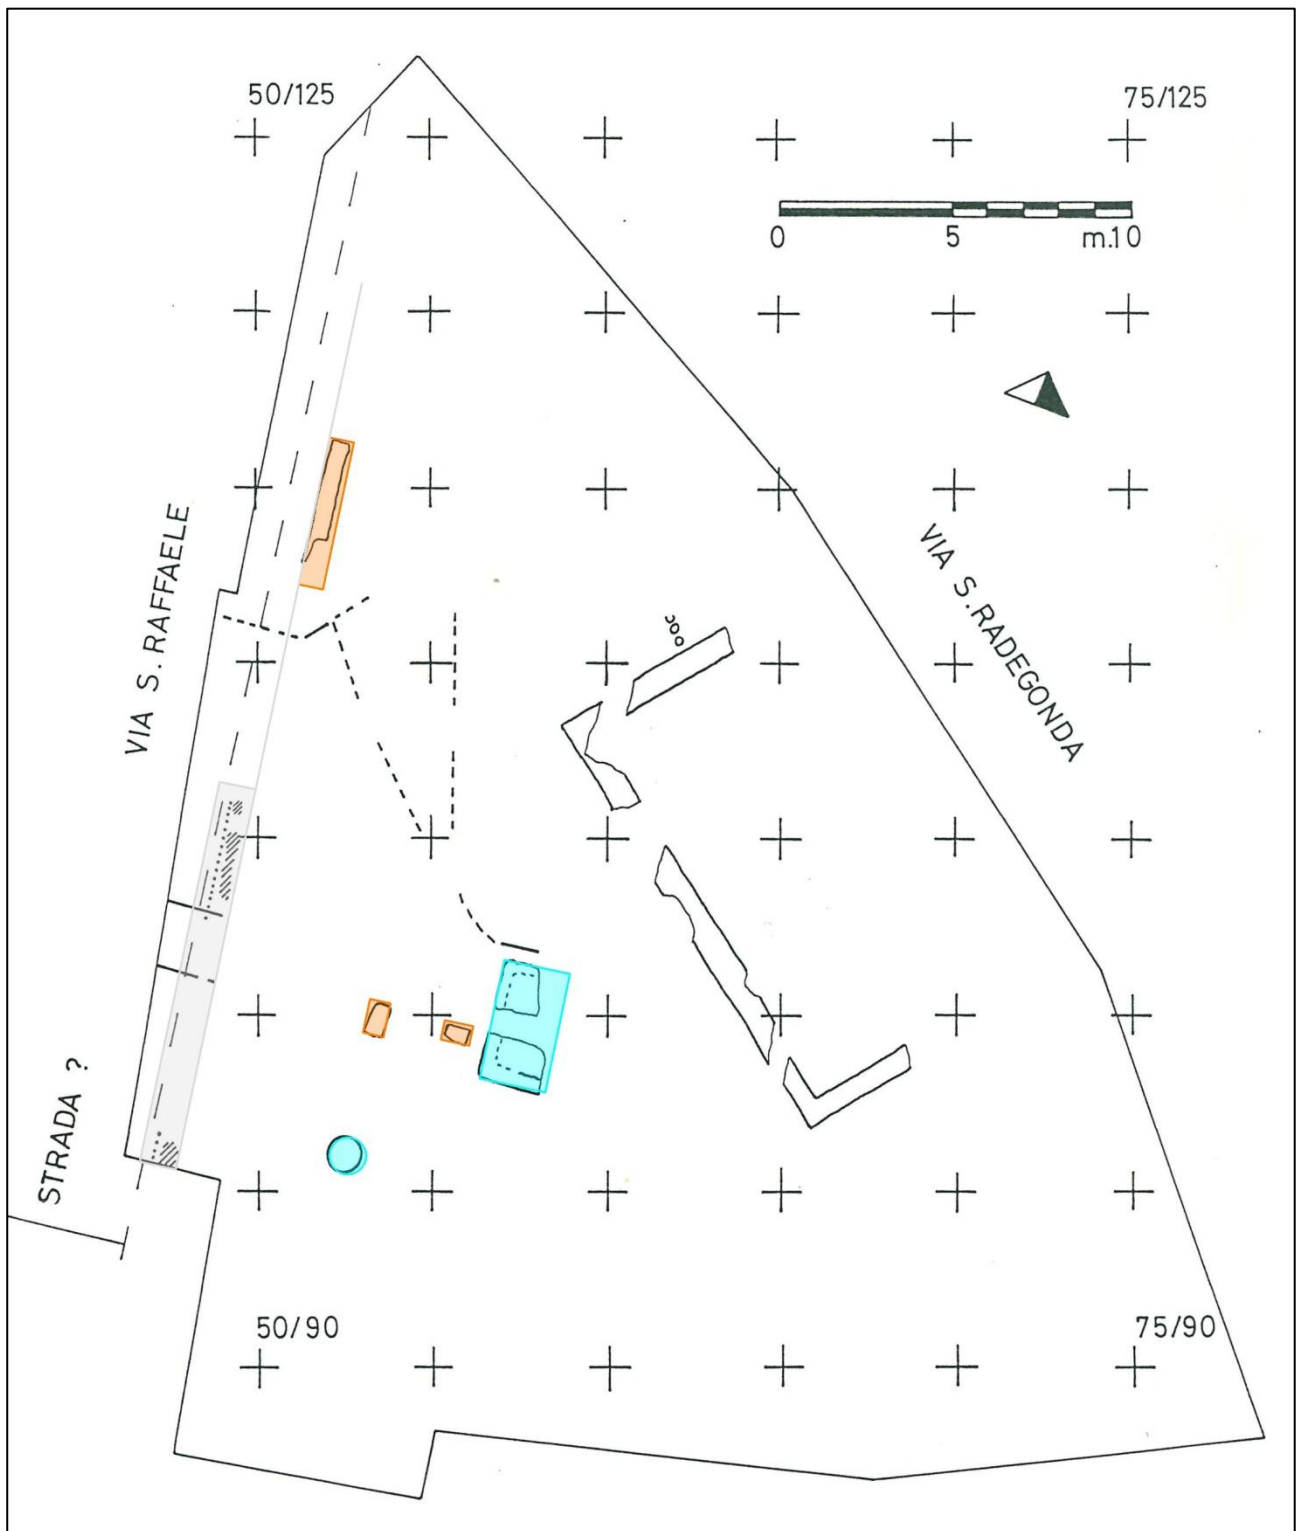 50/125
75/125
0 5 m.10
VIA S. RAFFAELE
VIA S. RADEGONDA
STRADA ?
50/90
75/90